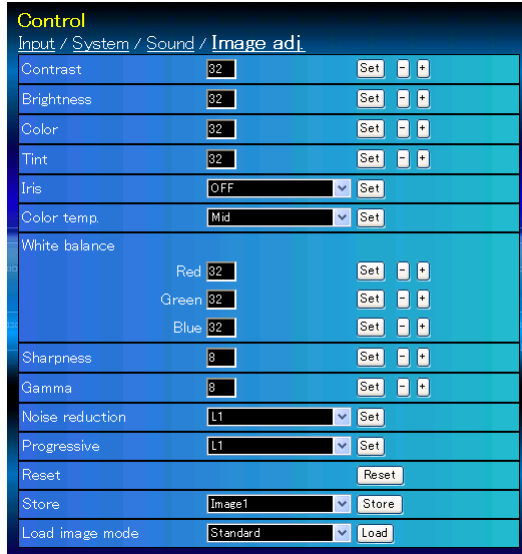 Control
Input / System / Sound / Image adj.
Contrast 32 Set - +
Brightness 32 Set - +
Color 32 Set - +
Tint 32 Set - +
Iris OFF Set
Color temp. Mid Set
White balance
Red 32 Set - +
Green 32 Set - +
Blue 32 Set - +
Sharpness 8 Set - +
Gamma 8 Set - +
Noise reduction L1 Set
Progressive L1 Set
Reset Reset
Store Image1 Store
Load image mode Standard Load